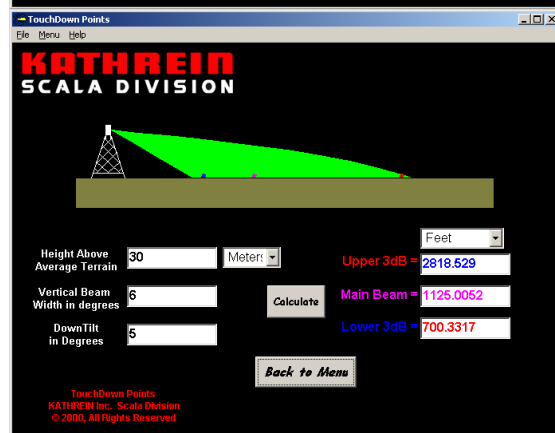 TouchDown Points
File Menu Help
KATHREIN
SCALA DIVISION
Feet
Height Above
Average Terrain
30
Meters
Upper 3dB =
2818.529
Vertical Beam
Width in degrees
6
Calculate
Main Beam =
1125.0052
DownTilt
in Degrees
5
Lower 3dB =
700.3317
Back to Menu
TouchDown Points
KATHREIN Inc. Scala Division
© 2000, All Rights Reserved